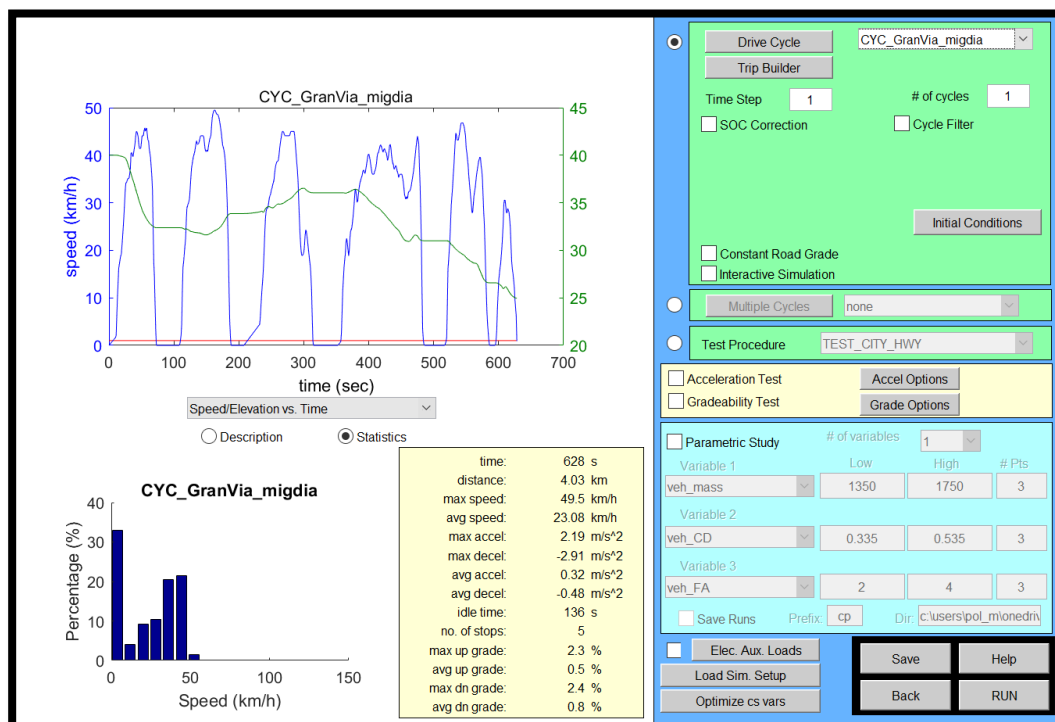 CYC_GranVia_migdia
50
40
30
20
10
0
speed (km/h)
45
40
35
30
25
20
0 100 200 300 400 500 600 700
time (sec)
Speed/Elevation vs. Time
Description Statistics
CYC_GranVia_migdia
40
30
20
10
0
Percentage (%)
0 50 100 150
Speed (km/h)
time: 628 s
distance: 4.03 km
max speed: 49.5 km/h
avg speed: 23.08 km/h
max accel: 2.19 m/s^2
max decel: -2.91 m/s^2
avg accel: 0.32 m/s^2
avg decel: -0.48 m/s^2
idle time: 136 s
no. of stops: 5
max up grade: 2.3 %
avg up grade: 0.5 %
max dn grade: 2.4 %
avg dn grade: 0.8 %
Drive Cycle CYC_GranVia_migdia
Trip Builder
Time Step 1 # of cycles 1
SOC Correction Cycle Filter
Initial Conditions
Constant Road Grade
Interactive Simulation
Multiple Cycles none
Test Procedure TEST_CITY_HWY
Acceleration Test Accel Options
Gradeability Test Grade Options
Parametric Study # of variables 1
Variable 1 Low High # Pts
veh_mass 1350 1750 3
Variable 2
veh_CD 0.335 0.535 3
Variable 3
veh_FA 2 4 3
Save Runs Prefix: cp Dir: c:\users\pol_m\onedriv
Elec. Aux. Loads
Load Sim. Setup
Optimize cs vars
Save Help
Back RUN